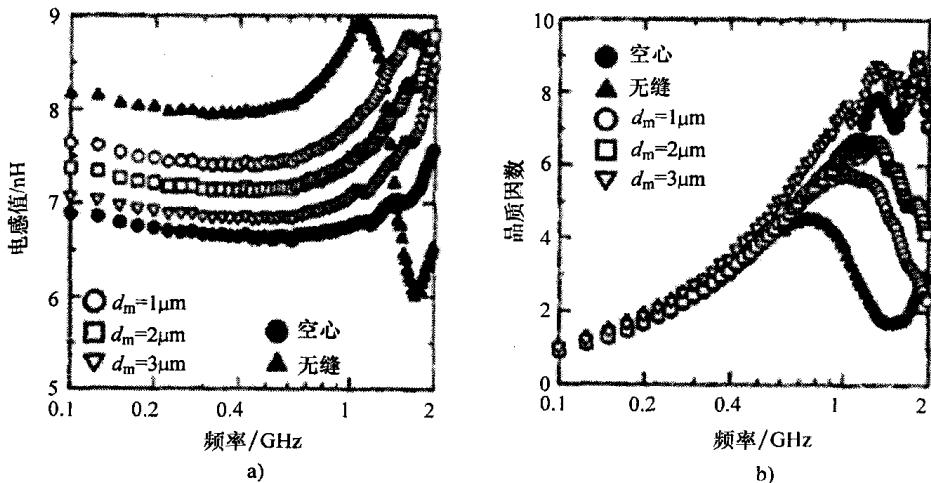 9
8
7
6
5
电感值/nH
dm=1μm
dm=2μm
dm=3μm
空心
无缝
0.1
0.2
0.4
1
2
频率/GHz
a)
10
8
6
4
2
0
品质因数
空心
无缝
dm=1μm
dm=2μm
dm=3μm
0.1
0.2
0.4
1
2
频率/GHz
b)